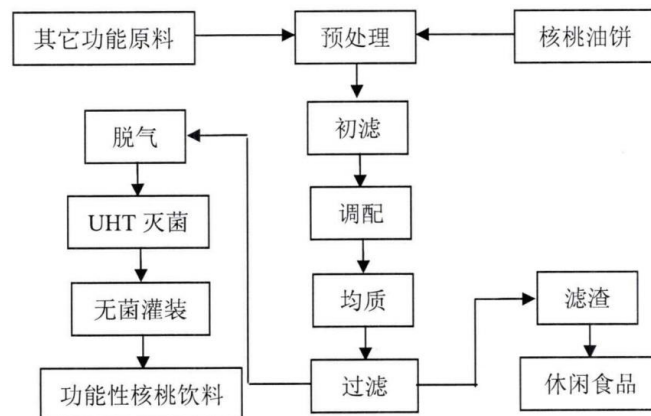 其它功能原料
预处理
核桃油饼
脱气
初滤
UHT 灭菌
调配
无菌灌装
均质
滤渣
功能性核桃饮料
过滤
休闲食品